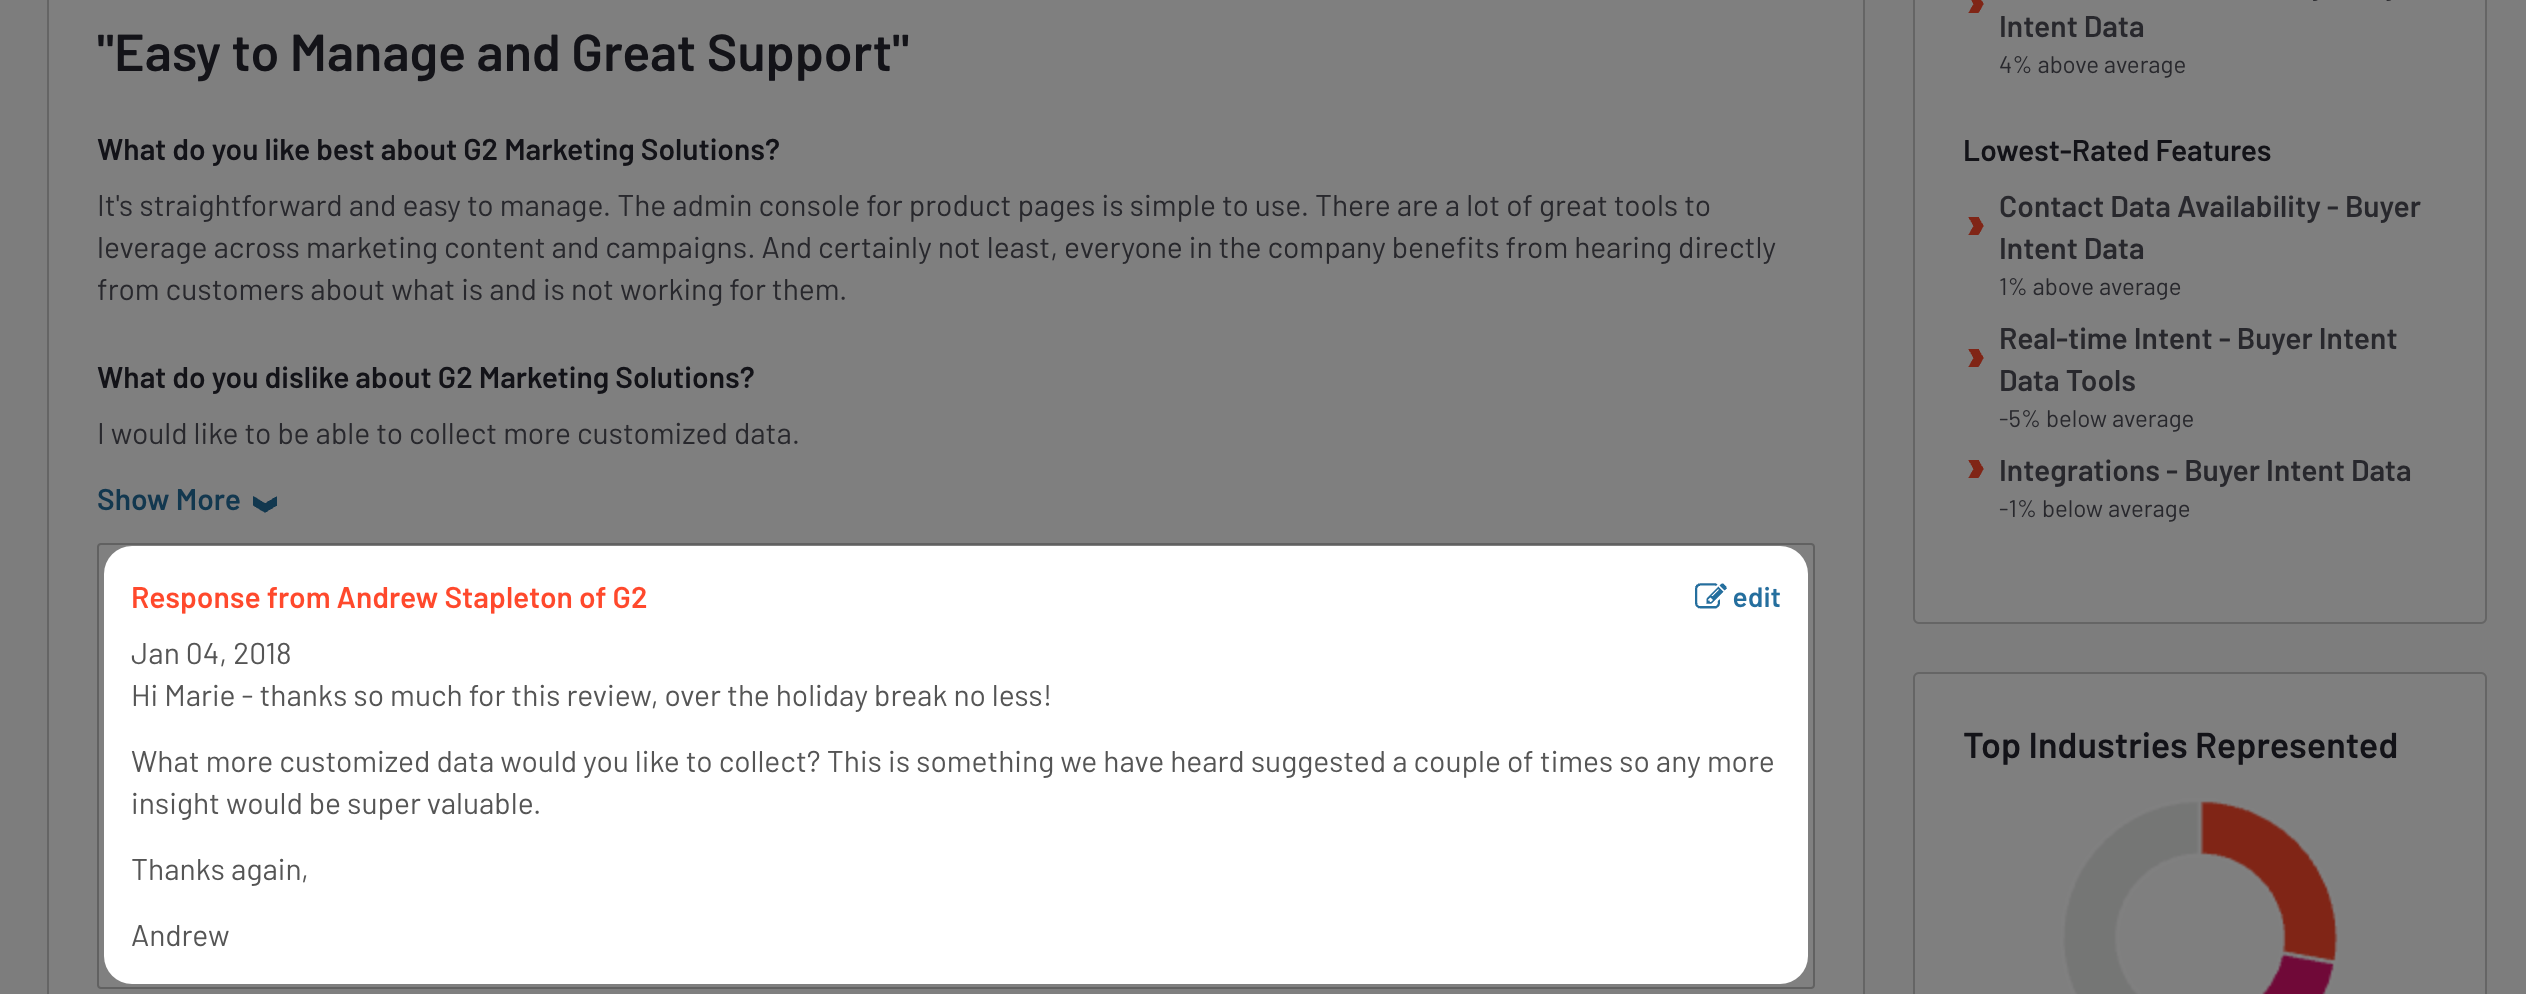 "Easy to Manage and Great Support"
What do you like best about G2 Marketing Solutions?
It's straightforward and easy to manage. The admin console for product pages is simple to use. There are a lot of great tools to
leverage across marketing content and campaigns. And certainly not least, everyone in the company benefits from hearing directly
from customers about what is and is not working for them.
What do you dislike about G2 Marketing Solutions?
I would like to be able to collect more customized data.
Show More
Response from Andrew Stapleton of G2
edit
Jan 04, 2018
Hi Marie - thanks so much for this review, over the holiday break no less!
What more customized data would you like to collect? This is something we have heard suggested a couple of times so any more
insight would be super valuable.
Thanks again,
Andrew
Intent Data
4% above average
Lowest-Rated Features
Contact Data Availability - Buyer
Intent Data
1% above average
Real-time Intent - Buyer Intent
Data Tools
-5% below average
Integrations - Buyer Intent Data
-1% below average
Top Industries Represented